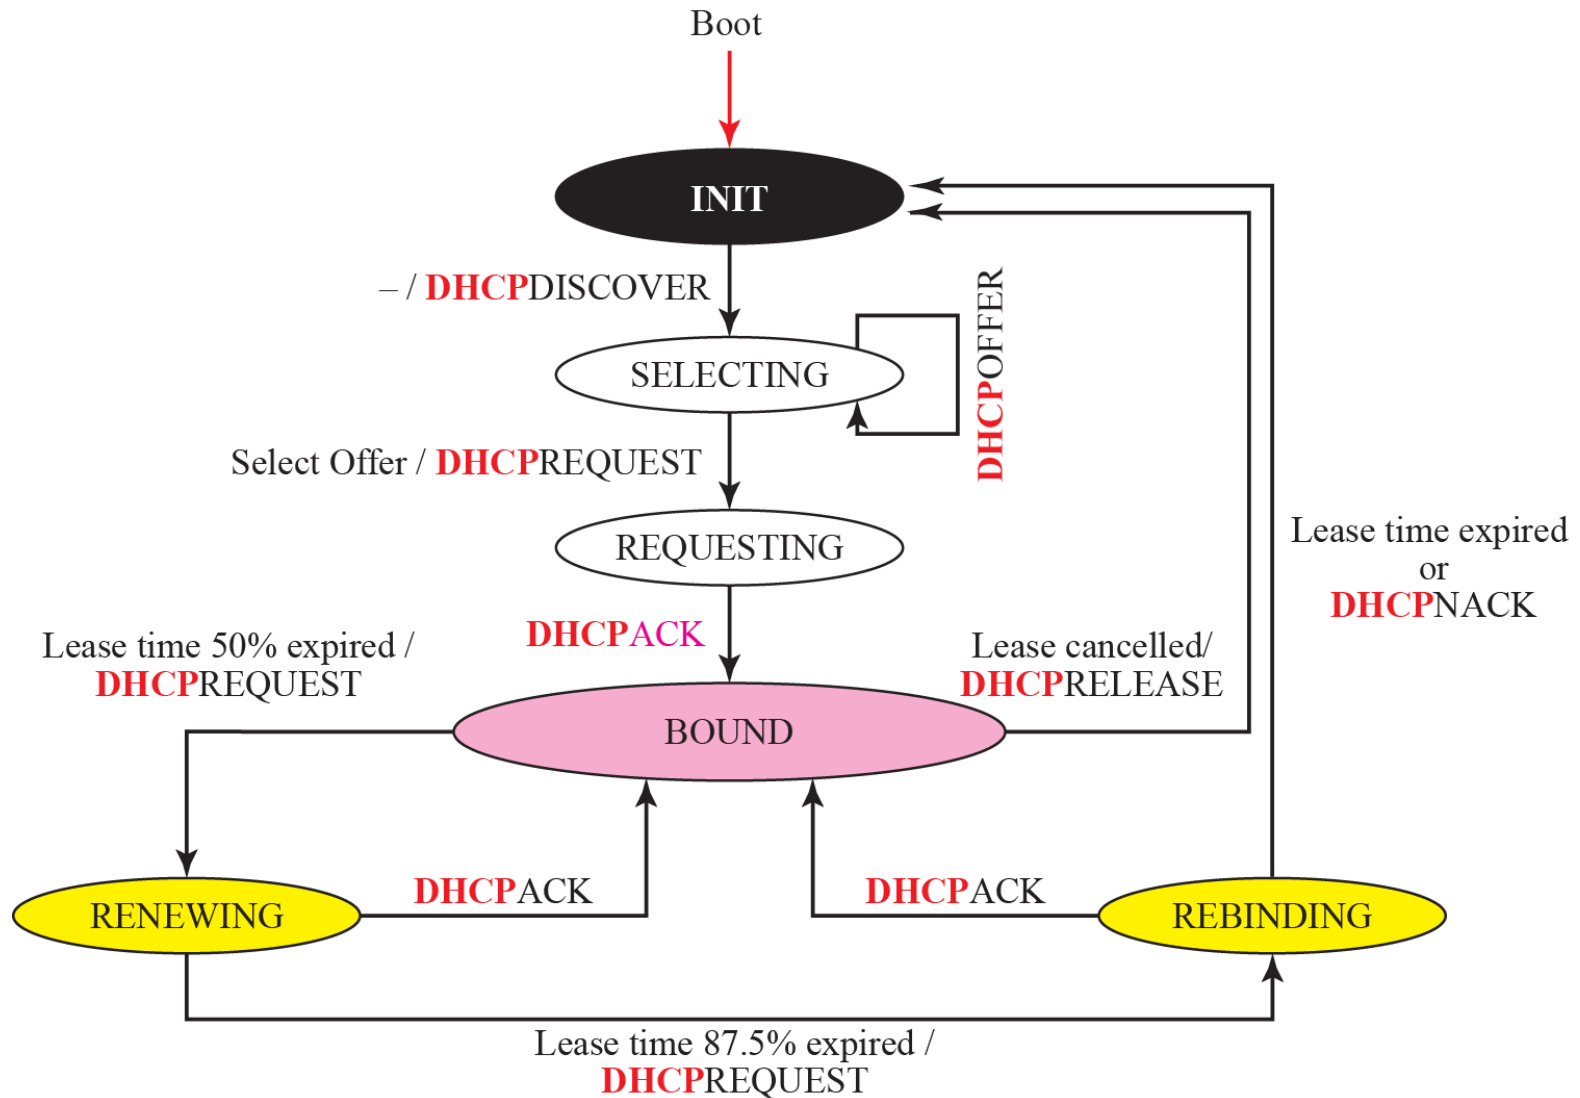 Boot
INIT
– / DHCPDISCOVER
SELECTING
DHCPOFFER
Select Offer / DHCPREQUEST
REQUESTING
Lease time expired
or
DHCPNACK
DHCPACK
Lease time 50% expired /
DHCPREQUEST
Lease cancelled/
DHCPRELEASE
BOUND
DHCPACK
DHCPACK
RENEWING
REBINDING
Lease time 87.5% expired /
DHCPREQUEST